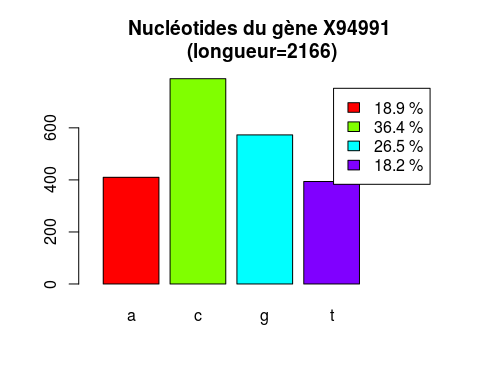 Nucléotides du gène X94991
(longueur=2166)
18.9 %
36.4 %
26.5 %
18.2 %
600
400
200
0
a c g t